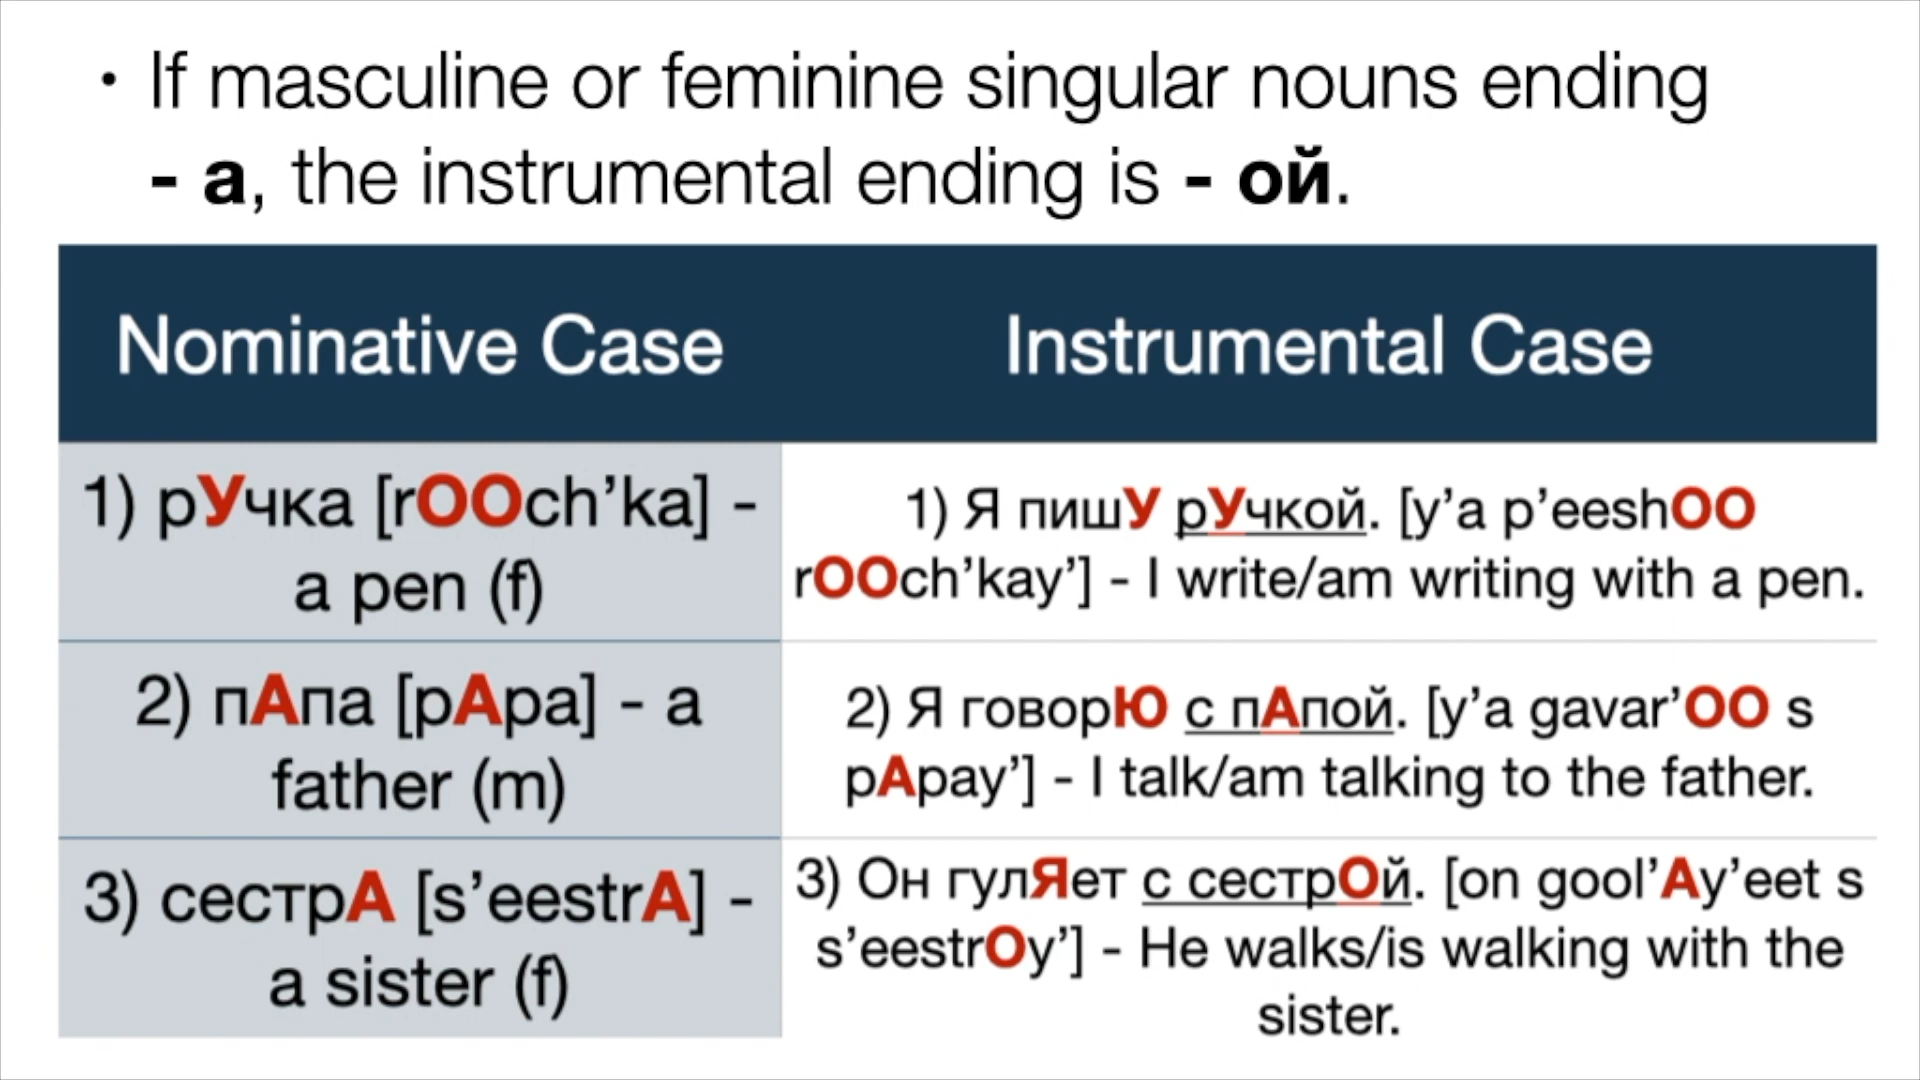 • If masculine or feminine singular nouns ending
- а, the instrumental ending is - ой.
Nominative Case
Instrumental Case
1) рУчка [rOOch’ka] -
a pen (f)
1) Я пишУ рУчкой. [y’a p’eeshOO
rOOch’kay’] - I write/am writing with a pen.
2) пАпа [pApa] - a
father (m)
2) Я говорЮ с пАпой. [y’a gavar’OO s
pApay’] - I talk/am talking to the father.
3) сестрА [s’eestrA] -
a sister (f)
3) Он гулЯет с сестрОй. [on gool’Ay’eet s
s’eestrOy’] - He walks/is walking with the
sister.